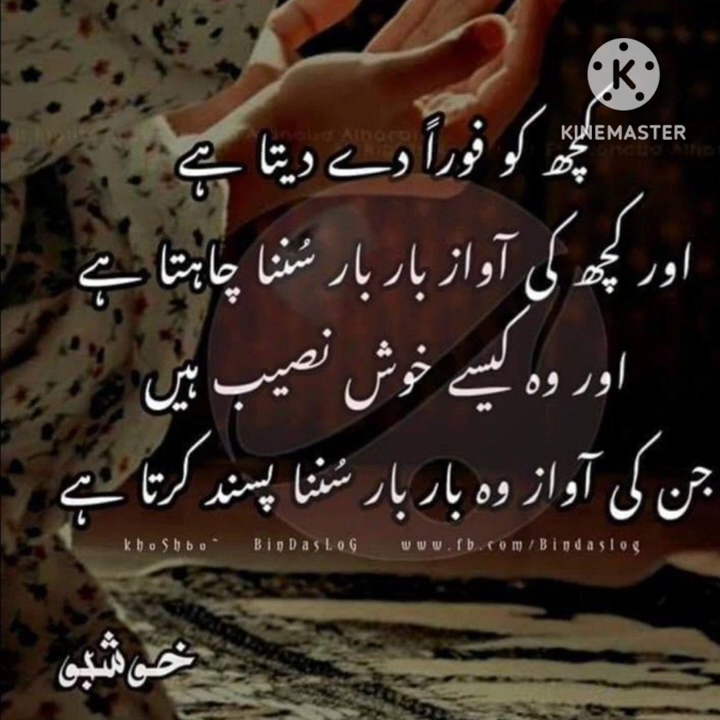 KINEMASTER
کچھ کو فوراً دے دیتا ہے
اور کچھ کی آواز بار بار سُننا چاہتا ہے
اور وہ کیسے خوش نصیب ہیں
جن کی آواز وہ بار بار سُننا پسند کرتا ہے
khoShbo~ BinDasLoG www.fb.com/Bindaslog
خوشبو